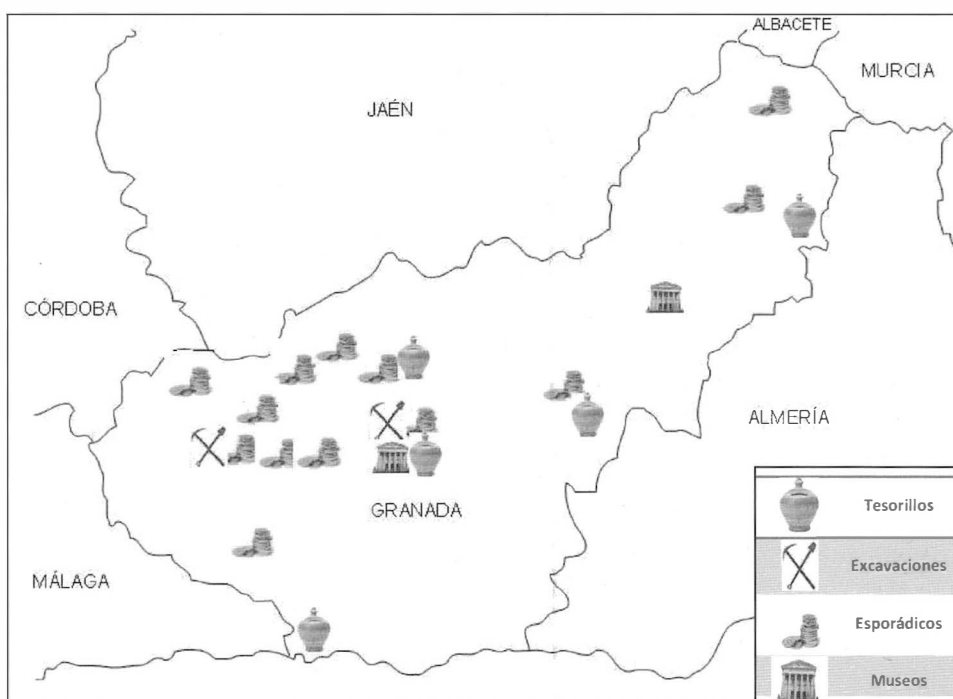 ALBACETE
MURCIA
JAÉN
CÓRDOBA
ALMERÍA
GRANADA
MÁLAGA
Tesorillos
Excavaciones
Esporádicos
Museos